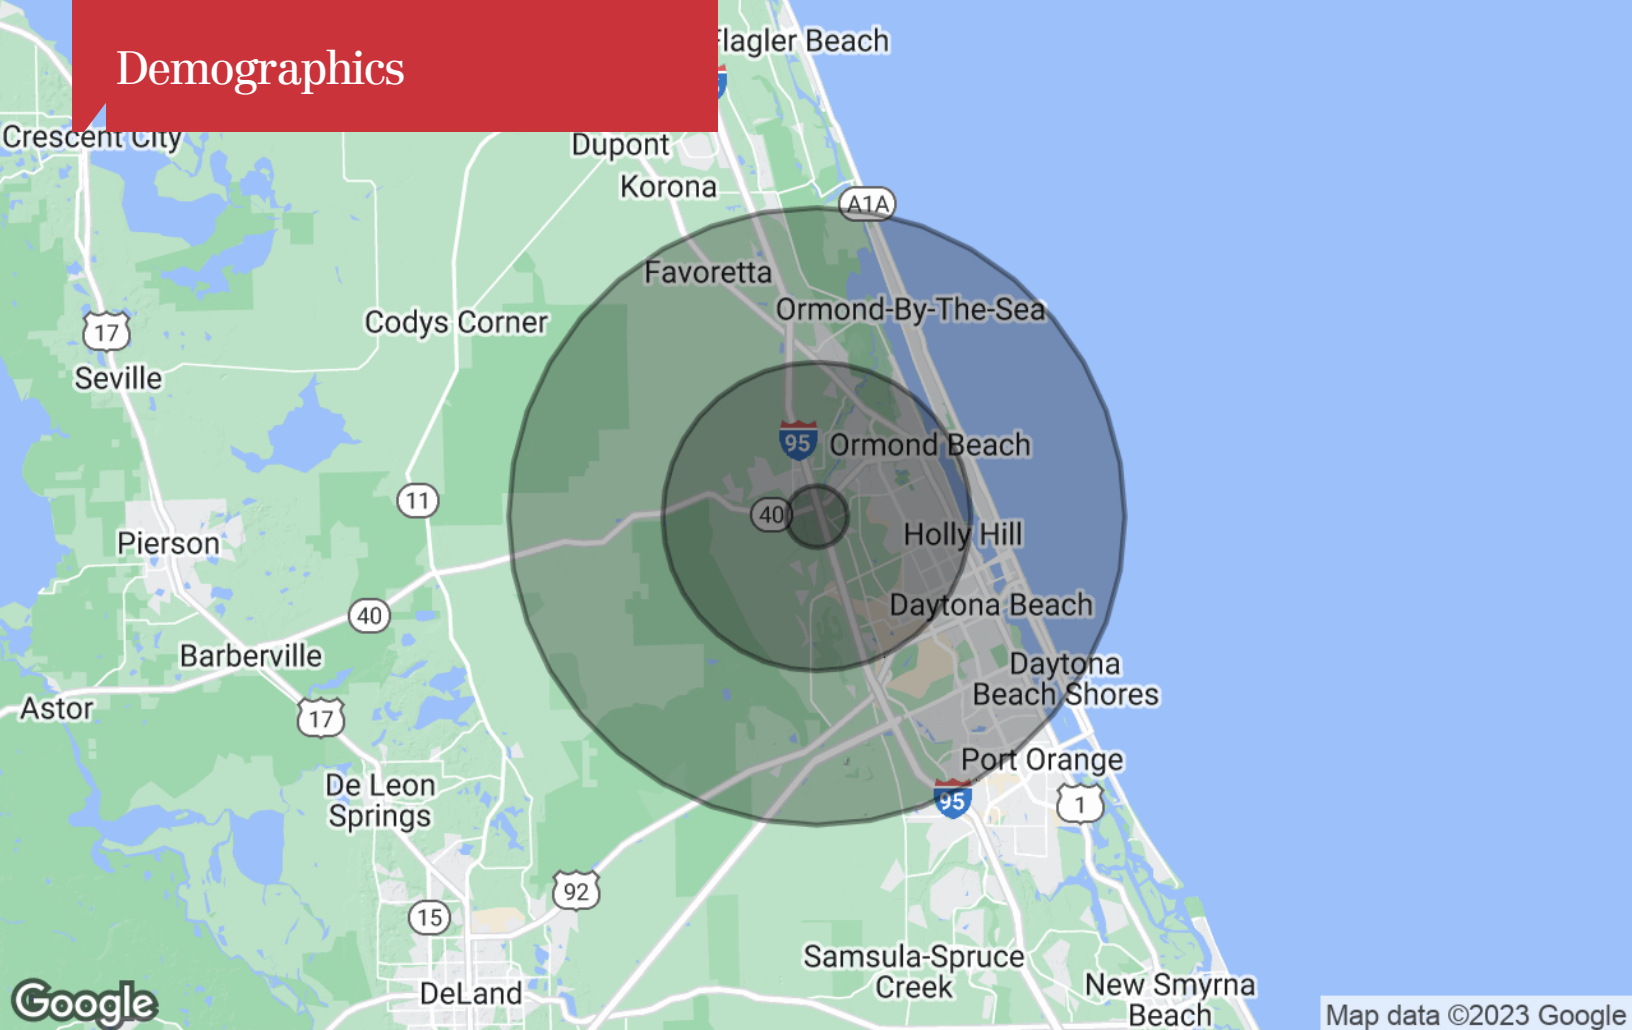 Demographics
Flagler Beach
Crescent City
Dupont
Korona
A1A
Favoretta
Ormond-By-The-Sea
Codys Corner
17
Seville
95
Ormond Beach
11
40
Holly Hill
Pierson
Daytona Beach
40
Barberville
Daytona
Beach Shores
Astor
17
Port Orange
De Leon
Springs
95
1
92
15
Samsula-Spruce
Creek
DeLand
New Smyrna
Beach
Google
Map data ©2023 Google